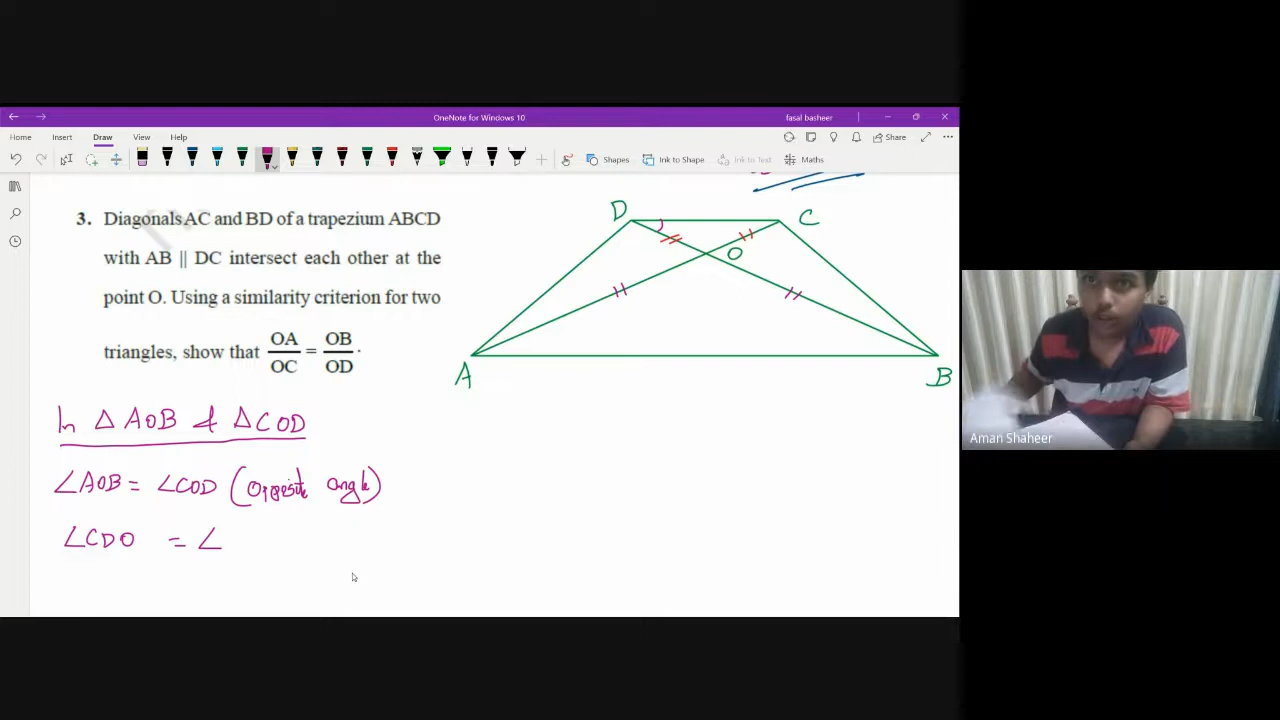 OneNote for Windows 10
fasal basheer
Home Insert Draw View Help
Share
Shapes Ink to Shape Ink to Text Maths
3. Diagonals AC and BD of a trapezium ABCD
with AB || DC intersect each other at the
point O. Using a similarity criterion for two
triangles, show that OA/OC = OB/OD.
D C
O
A B
In △ AOB & △ COD
∠AOB = ∠COD (Opposite angle)
∠CDO = ∠
Aman Shaheer